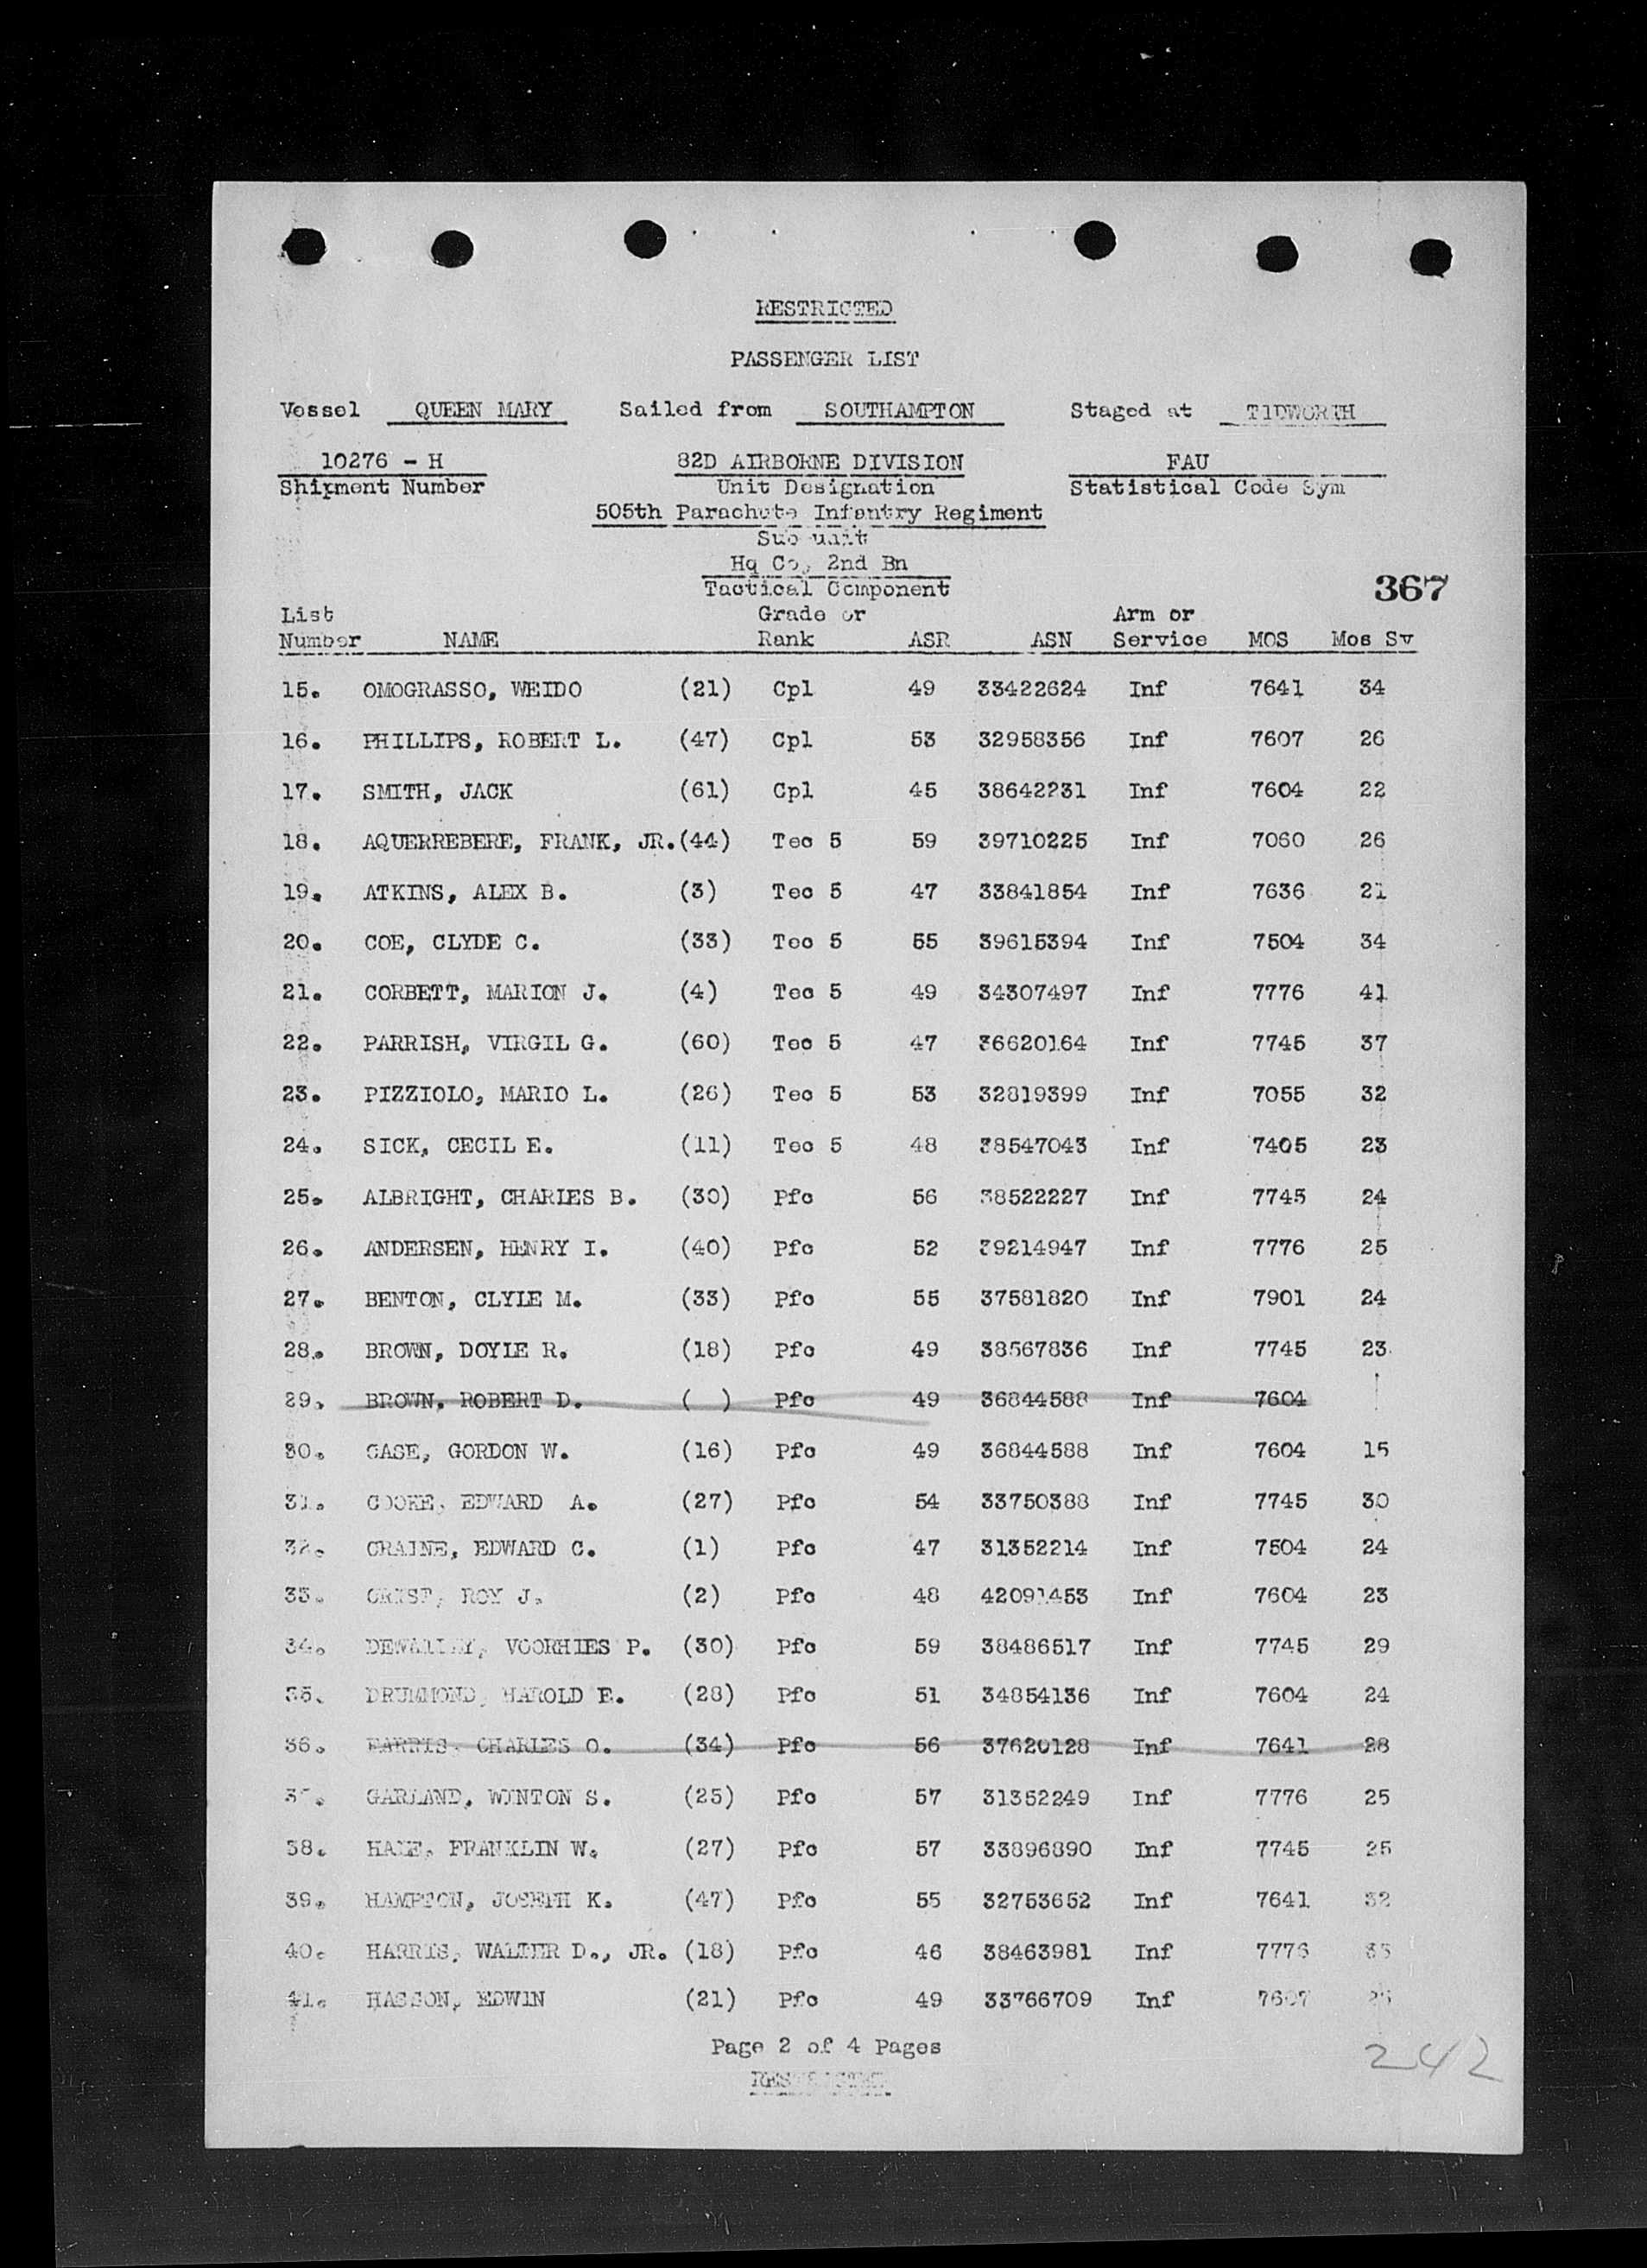 RESTRICTED
PASSENGER LIST
Vessel QUEEN MARY Sailed from SOUTHAMPTON Staged at TIDWORTH
10276 - H 82D AIRBORNE DIVISION FAU
Shipment Number Unit Designation Statistical Code Sym
505th Parachute Infantry Regiment
Sub-unit
Hq Co, 2nd Bn
Tactical Component
367
List Grade or Arm or
Number NAME Rank ASR ASN Service MOS Mos Sv
15. OMOGRASSO, WEIDO (21) Cpl 49 33422624 Inf 7641 34
16. PHILLIPS, ROBERT L. (47) Cpl 53 32958356 Inf 7607 26
17. SMITH, JACK (61) Cpl 45 38642231 Inf 7604 22
18. AQUERREBERE, FRANK, JR.(44) Tec 5 59 39710225 Inf 7060 26
19. ATKINS, ALEX B. (3) Tec 5 47 33841854 Inf 7636 21
20. COE, CLYDE C. (33) Tec 5 55 39615394 Inf 7504 34
21. CORBETT, MARION J. (4) Tec 5 49 34307497 Inf 7776 41
22. PARRISH, VIRGIL G. (60) Tec 5 47 36620164 Inf 7745 37
23. PIZZIOLO, MARIO L. (26) Tec 5 53 32819399 Inf 7055 32
24. SICK, CECIL E. (11) Tec 5 48 38547043 Inf 7405 23
25. ALBRIGHT, CHARLES B. (30) Pfc 56 38522227 Inf 7745 24
26. ANDERSEN, HENRY I. (40) Pfc 52 39214947 Inf 7776 25
27. BENTON, CLYLE M. (33) Pfc 55 37581820 Inf 7901 24
28. BROWN, DOYLE R. (18) Pfc 49 38567836 Inf 7745 23
29. BROWN, ROBERT D. ( ) Pfc 49 36844588 Inf 7604
30. CASE, GORDON W. (16) Pfc 49 36844588 Inf 7604 15
31. COOKE, EDWARD A. (27) Pfc 54 33750388 Inf 7745 30
32. CRAINE, EDWARD C. (1) Pfc 47 31352214 Inf 7504 24
33. CRISP, ROY J. (2) Pfc 48 42091453 Inf 7604 23
34. VOORHIES P. (30) Pfc 59 38486517 Inf 7745 29
35. DRUMMOND, HAROLD E. (28) Pfc 51 34854136 Inf 7604 24
36. FARRIS, CHARLES O. (34) Pfc 56 37620128 Inf 7641 28
37. GARLAND, WINTON S. (25) Pfc 57 31352249 Inf 7776 25
38. HALE, FRANKLIN W. (27) Pfc 57 33896890 Inf 7745 25
39. HAMPTON, JOSEPH K. (47) Pfc 55 32753652 Inf 7641 32
40. HARRIS, WALTER D., JR. (18) Pfc 46 38463981 Inf 7776
41. HASSON, EDWIN (21) Pfc 49 33766709 Inf 7607
Page 2 of 4 Pages
RESTRICTED
242